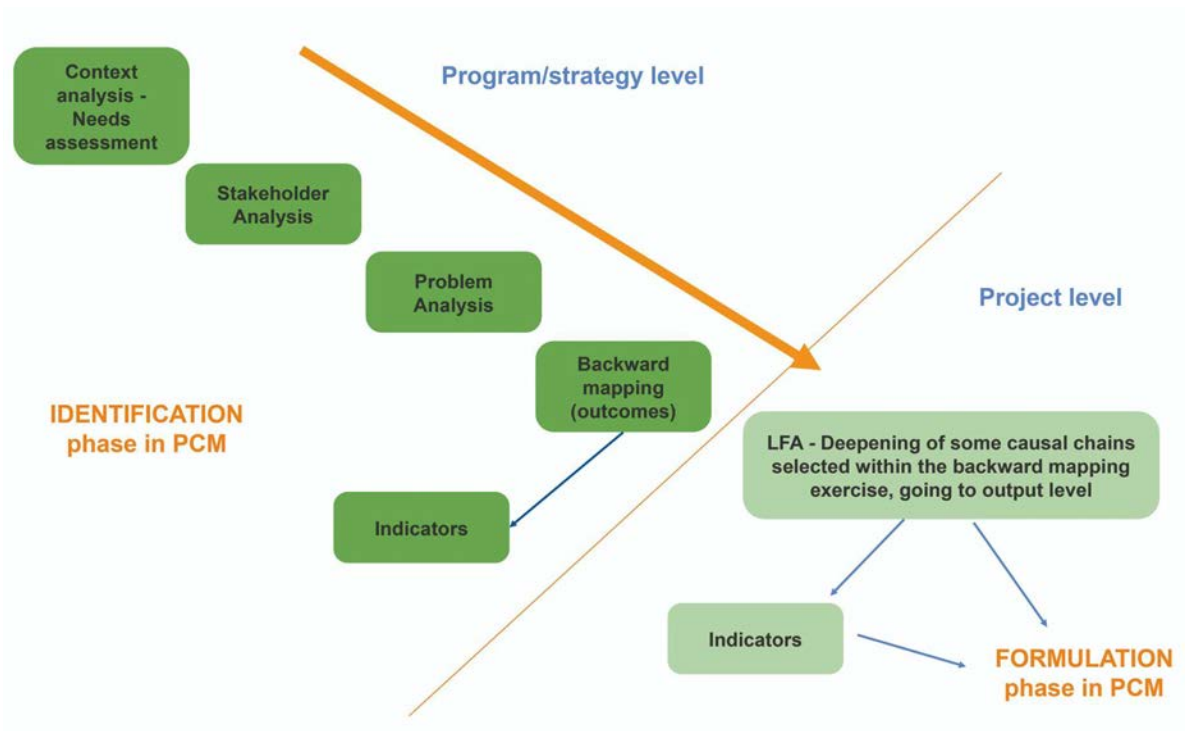 Context
analysis -
Needs
assessment
Program/strategy level
Stakeholder
Analysis
Problem
Analysis
Project level
Backward
mapping
(outcomes)
IDENTIFICATION
phase in PCM
LFA - Deepening of some causal chains
selected within the backward mapping
exercise, going to output level
Indicators
Indicators
FORMULATION
phase in PCM